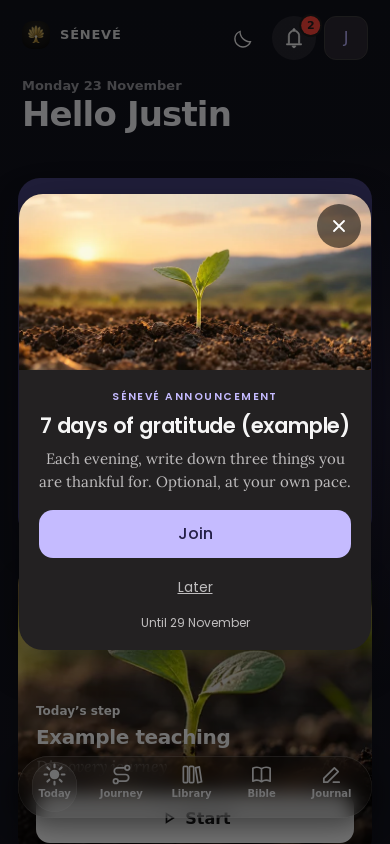 SÉNEVÉ
2
J
Monday 23 November
Hello Justin
SÉNEVÉ ANNOUNCEMENT
7 days of gratitude (example)
Each evening, write down three things you
are thankful for. Optional, at your own pace.
Join
Later
Until 29 November
Today's step
Example teaching
Today
Journey
Library
Bible
Journal
Start